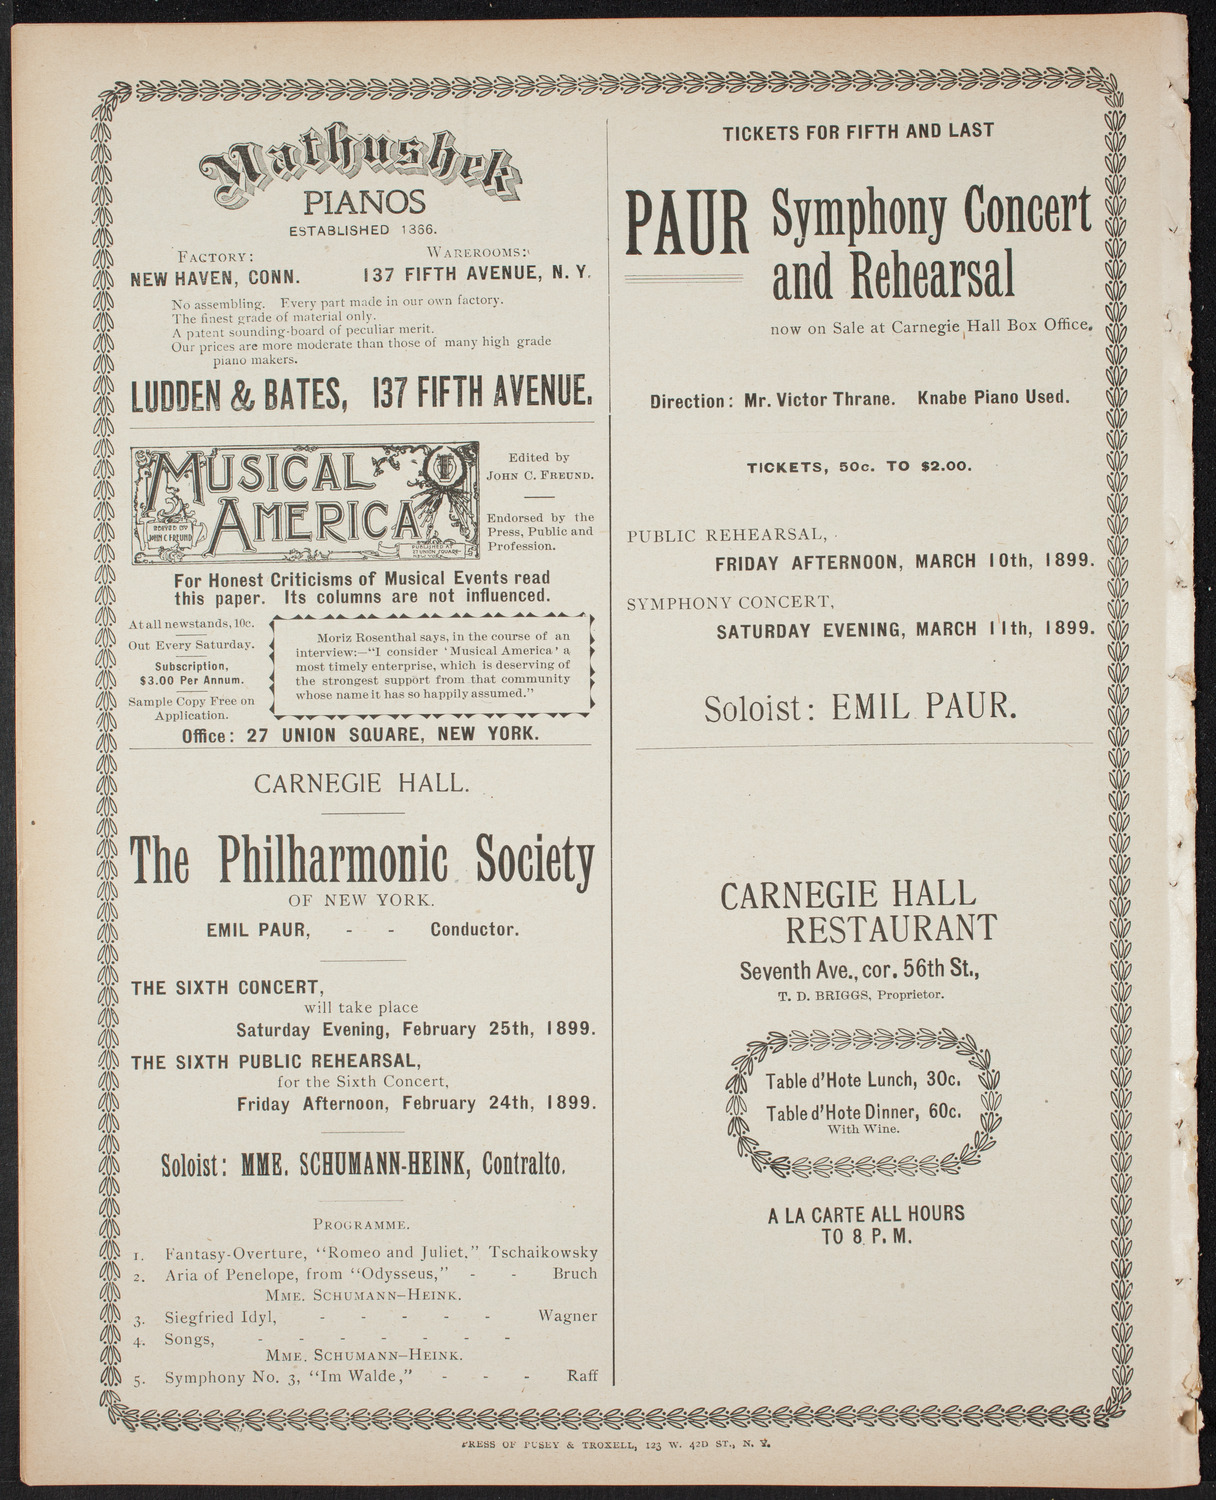 Mathushek
PIANOS
ESTABLISHED 1866.
FACTORY:
NEW HAVEN, CONN.
WAREROOMS:
137 FIFTH AVENUE, N. Y.
No assembling. Every part made in our own factory.
The finest grade of material only.
A patent sounding-board of peculiar merit.
Our prices are more moderate than those of many high grade
piano makers.
LUDDEN & BATES, 137 FIFTH AVENUE.
MUSICAL
AMERICA
EDITED BY
JOHN C FREUND
PUBLISHED AT
27 UNION SQUARE
NEW YORK
Edited by
JOHN C. FREUND.
Endorsed by the
Press, Public and
Profession.
For Honest Criticisms of Musical Events read
this paper. Its columns are not influenced.
At all newstands, 10c.
Out Every Saturday.
Subscription,
$3.00 Per Annum.
Sample Copy Free on
Application.
Moriz Rosenthal says, in the course of an
interview:—“I consider ‘Musical America’ a
most timely enterprise, which is deserving of
the strongest support from that community
whose name it has so happily assumed.”
Office: 27 UNION SQUARE, NEW YORK.
CARNEGIE HALL.
The Philharmonic Society
OF NEW YORK.
EMIL PAUR, - - Conductor.
THE SIXTH CONCERT,
will take place
Saturday Evening, February 25th, 1899.
THE SIXTH PUBLIC REHEARSAL,
for the Sixth Concert,
Friday Afternoon, February 24th, 1899.
Soloist: MME. SCHUMANN-HEINK, Contralto.
PROGRAMME.
1. Fantasy-Overture, “Romeo and Juliet,” Tschaikowsky
2. Aria of Penelope, from “Odysseus,” - - Bruch
MME. SCHUMANN-HEINK.
3. Siegfried Idyl, - - - - - Wagner
4. Songs, - - - - - - -
MME. SCHUMANN-HEINK.
5. Symphony No. 3, “Im Walde,” - - - Raff
TICKETS FOR FIFTH AND LAST
PAUR Symphony Concert
and Rehearsal
now on Sale at Carnegie Hall Box Office.
Direction: Mr. Victor Thrane. Knabe Piano Used.
TICKETS, 50c. TO $2.00.
PUBLIC REHEARSAL,
FRIDAY AFTERNOON, MARCH 10th, 1899.
SYMPHONY CONCERT,
SATURDAY EVENING, MARCH 11th, 1899.
Soloist: EMIL PAUR.
CARNEGIE HALL
RESTAURANT
Seventh Ave., cor. 56th St.,
T. D. BRIGGS, Proprietor.
Table d’Hote Lunch, 30c.
Table d’Hote Dinner, 60c.
With Wine.
A LA CARTE ALL HOURS
TO 8 P. M.
PRESS OF PUSEY & TROXELL, 123 W. 42D ST., N. Y.